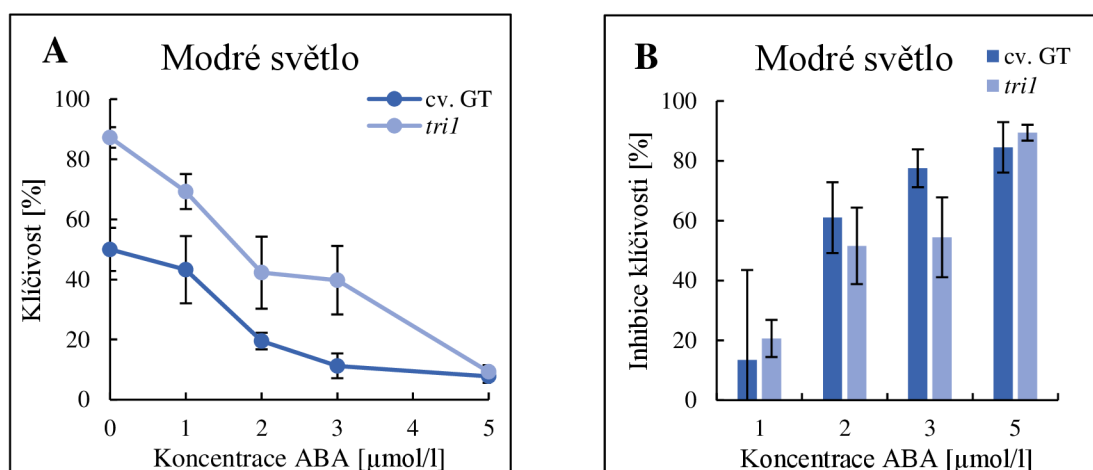 A
Modré světlo
cv. GT
tri1
Klíčivost [%]
100
80
60
40
20
0
0 1 2 3 4 5
Koncentrace ABA [µmol/l]
B
Modré světlo
cv. GT
tri1
Inhibice klíčivosti [%]
100
80
60
40
20
0
1 2 3 5
Koncentrace ABA [µmol/l]